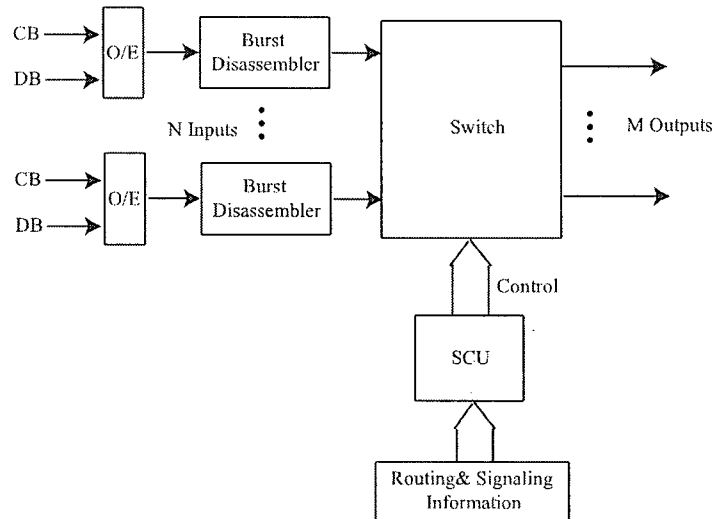 CB
O/E
DB
Burst
Disassembler
N Inputs
Switch
M Outputs
CB
O/E
DB
Burst
Disassembler
Control
SCU
Routing& Signaling
Information